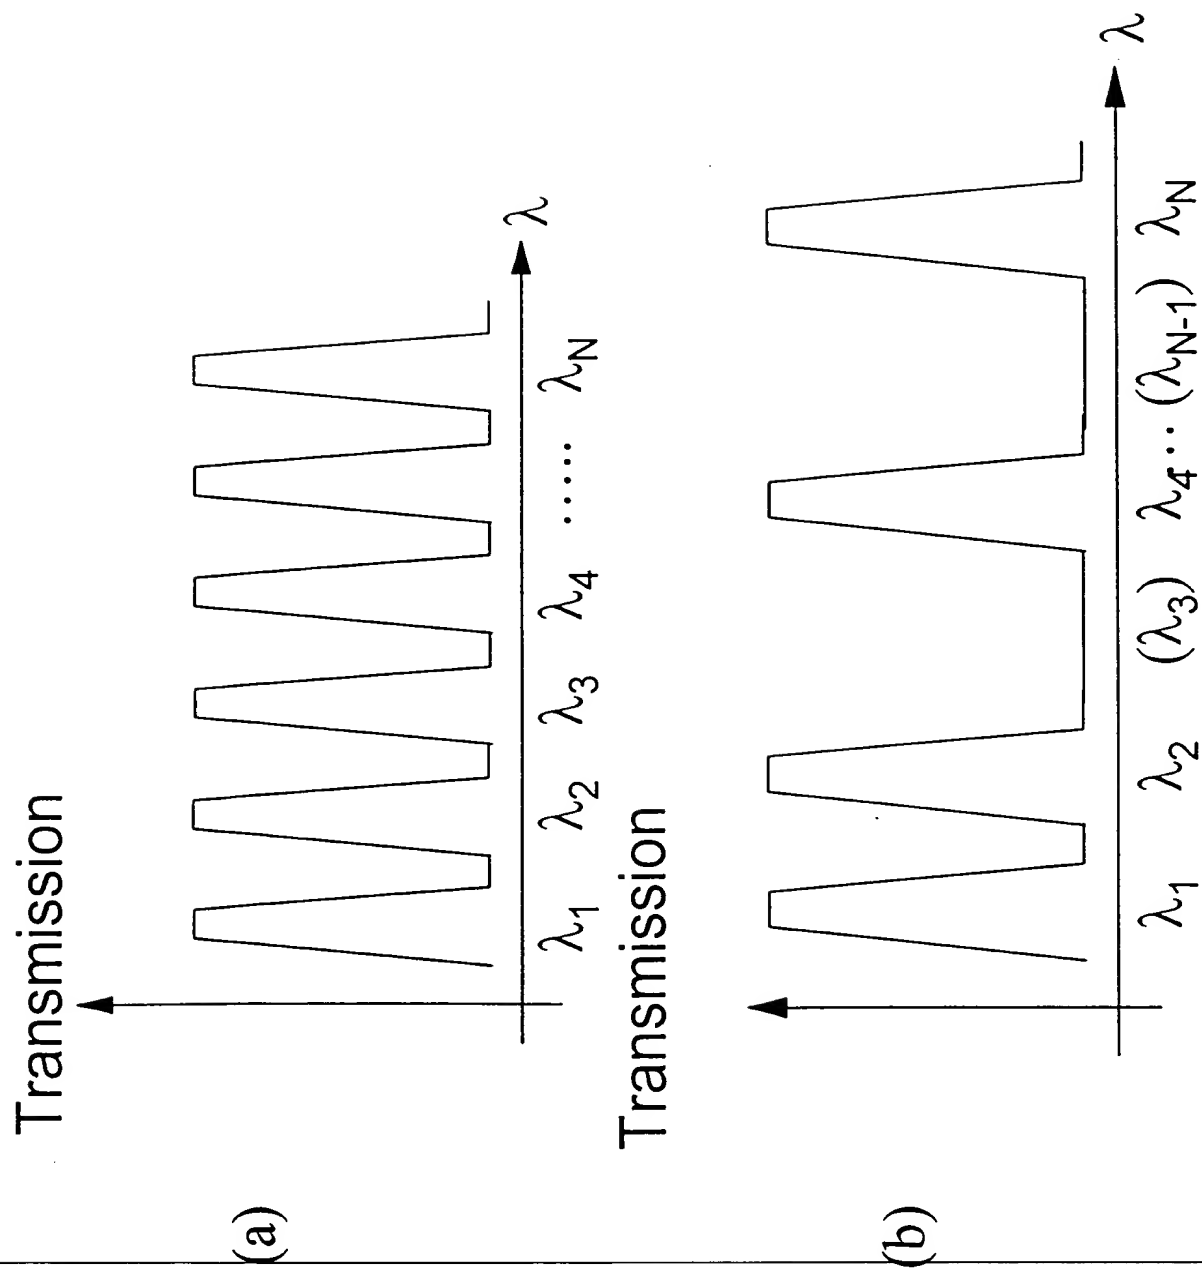 (a)
Transmission
λ
λ1 λ2 λ3 λ4 ...... λN
(b)
Transmission
λ
λ1 λ2 (λ3) λ4 ... (λN-1) λN